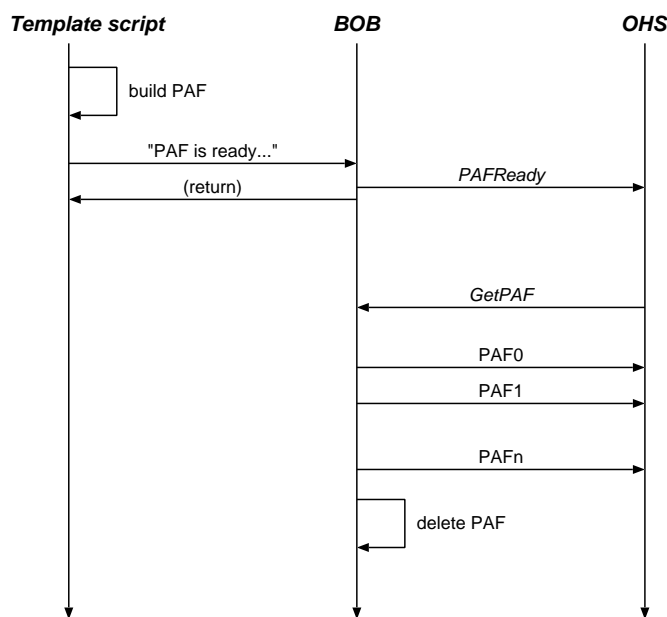 Template script
BOB
OHS
build PAF
"PAF is ready..."
PAFReady
(return)
GetPAF
PAF0
PAF1
PAFn
delete PAF